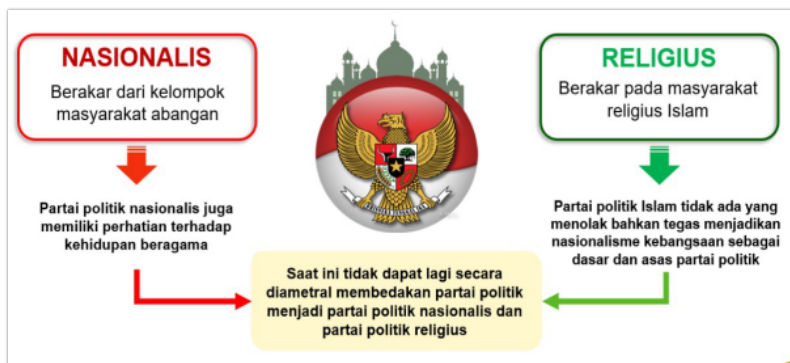 NASIONALIS
Berakar dari kelompok
masyarakat abangan
Partai politik nasionalis juga
memiliki perhatian terhadap
kehidupan beragama
RELIGIUS
Berakar pada masyarakat
religius Islam
Partai politik Islam tidak ada yang
menolak bahkan tegas menjadikan
nasionalisme kebangsaan sebagai
dasar dan asas partai politik
Saat ini tidak dapat lagi secara
diametral membedakan partai politik
menjadi partai politik nasionalis dan
partai politik religius